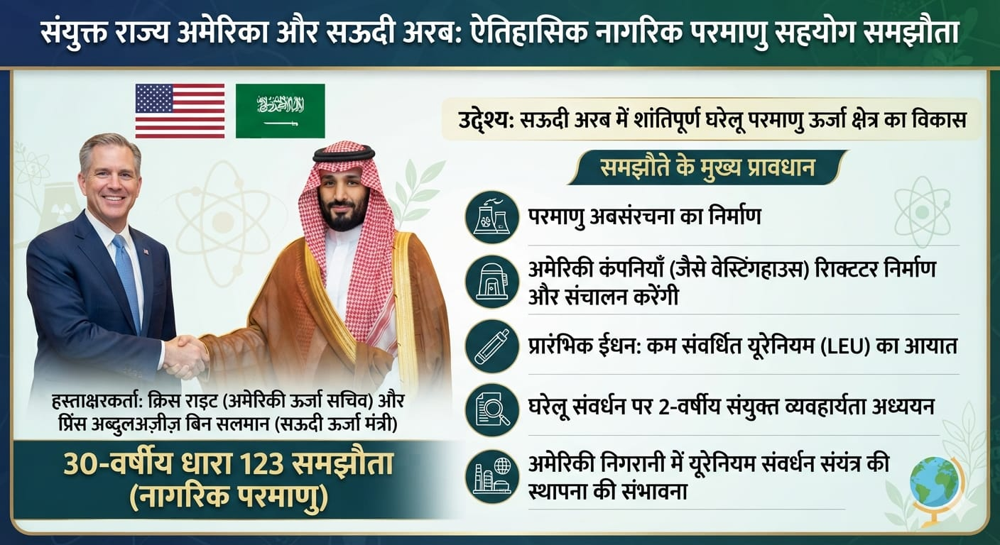 संयुक्त राज्य अमेरिका और सऊदी अरब: ऐतिहासिक नागरिक परमाणु सहयोग समझौता
उद्देश्य: सऊदी अरब में शांतिपूर्ण घरेलू परमाणु ऊर्जा क्षेत्र का विकास
समझौते के मुख्य प्रावधान
परमाणु अबसंरचना का निर्माण
अमेरिकी कंपनियाँ (जैसे वेस्टिंगहाउस) रिाक्टटर निर्माण
और संचालन करेंगी
प्रारंभिक ईधन: कम संवर्धित यूरेनियम (LEU) का आयात
घरेलू संवर्धन पर 2-वर्षीय संयुक्त व्यवहार्यता अध्ययन
अमेरिकी निगरानी में यूरेनियम संवर्धन संयंत्र की
स्थापना की संभावना
हस्ताक्षरकर्ता: क्रिस राइट (अमेरिकी ऊर्जा सचिव) और
प्रिंस अब्दुलअज़ीज़ बिन सलमान (सऊदी ऊर्जा मंत्री)
30-वर्षीय धारा 123 समझौता
(नागरिक परमाणु)